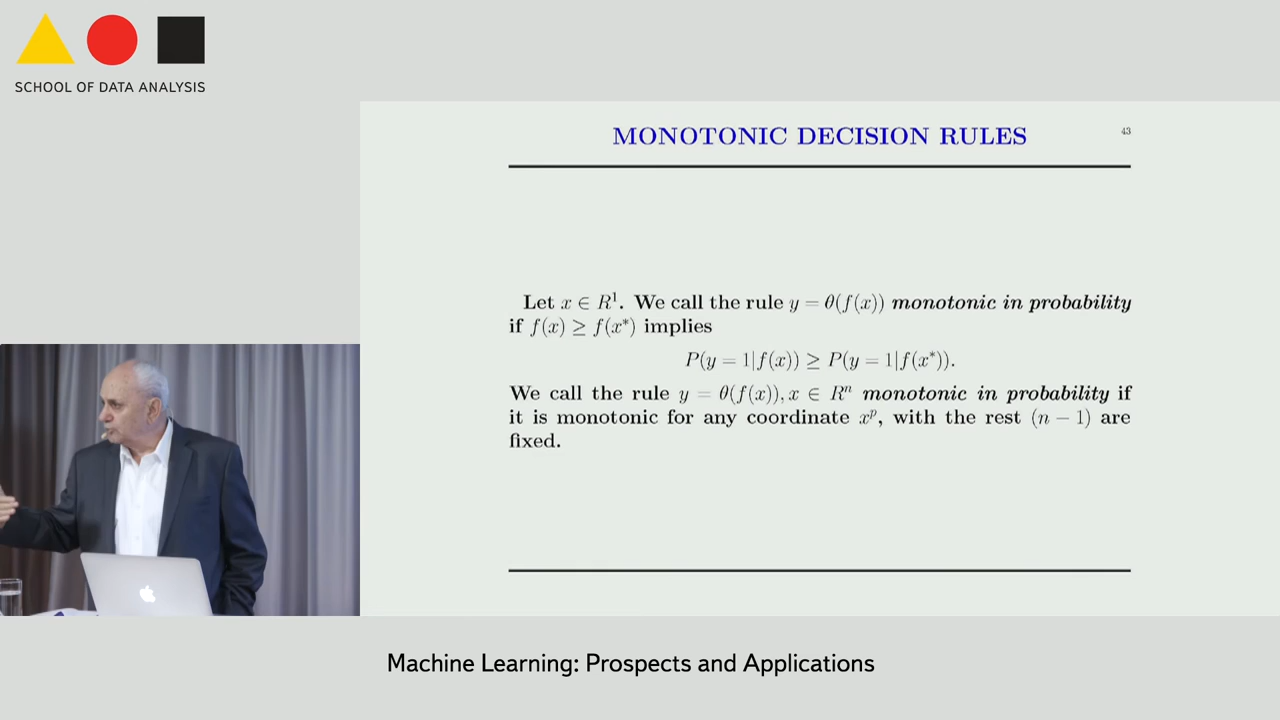 SCHOOL OF DATA ANALYSIS
MONOTONIC DECISION RULES
43
Let x ∈ R¹. We call the rule y = θ(f(x)) monotonic in probability
if f(x) ≥ f(x*) implies
P(y = 1|f(x)) ≥ P(y = 1|f(x*)).
We call the rule y = θ(f(x)), x ∈ Rⁿ monotonic in probability if
it is monotonic for any coordinate xᵖ, with the rest (n − 1) are
fixed.
Machine Learning: Prospects and Applications